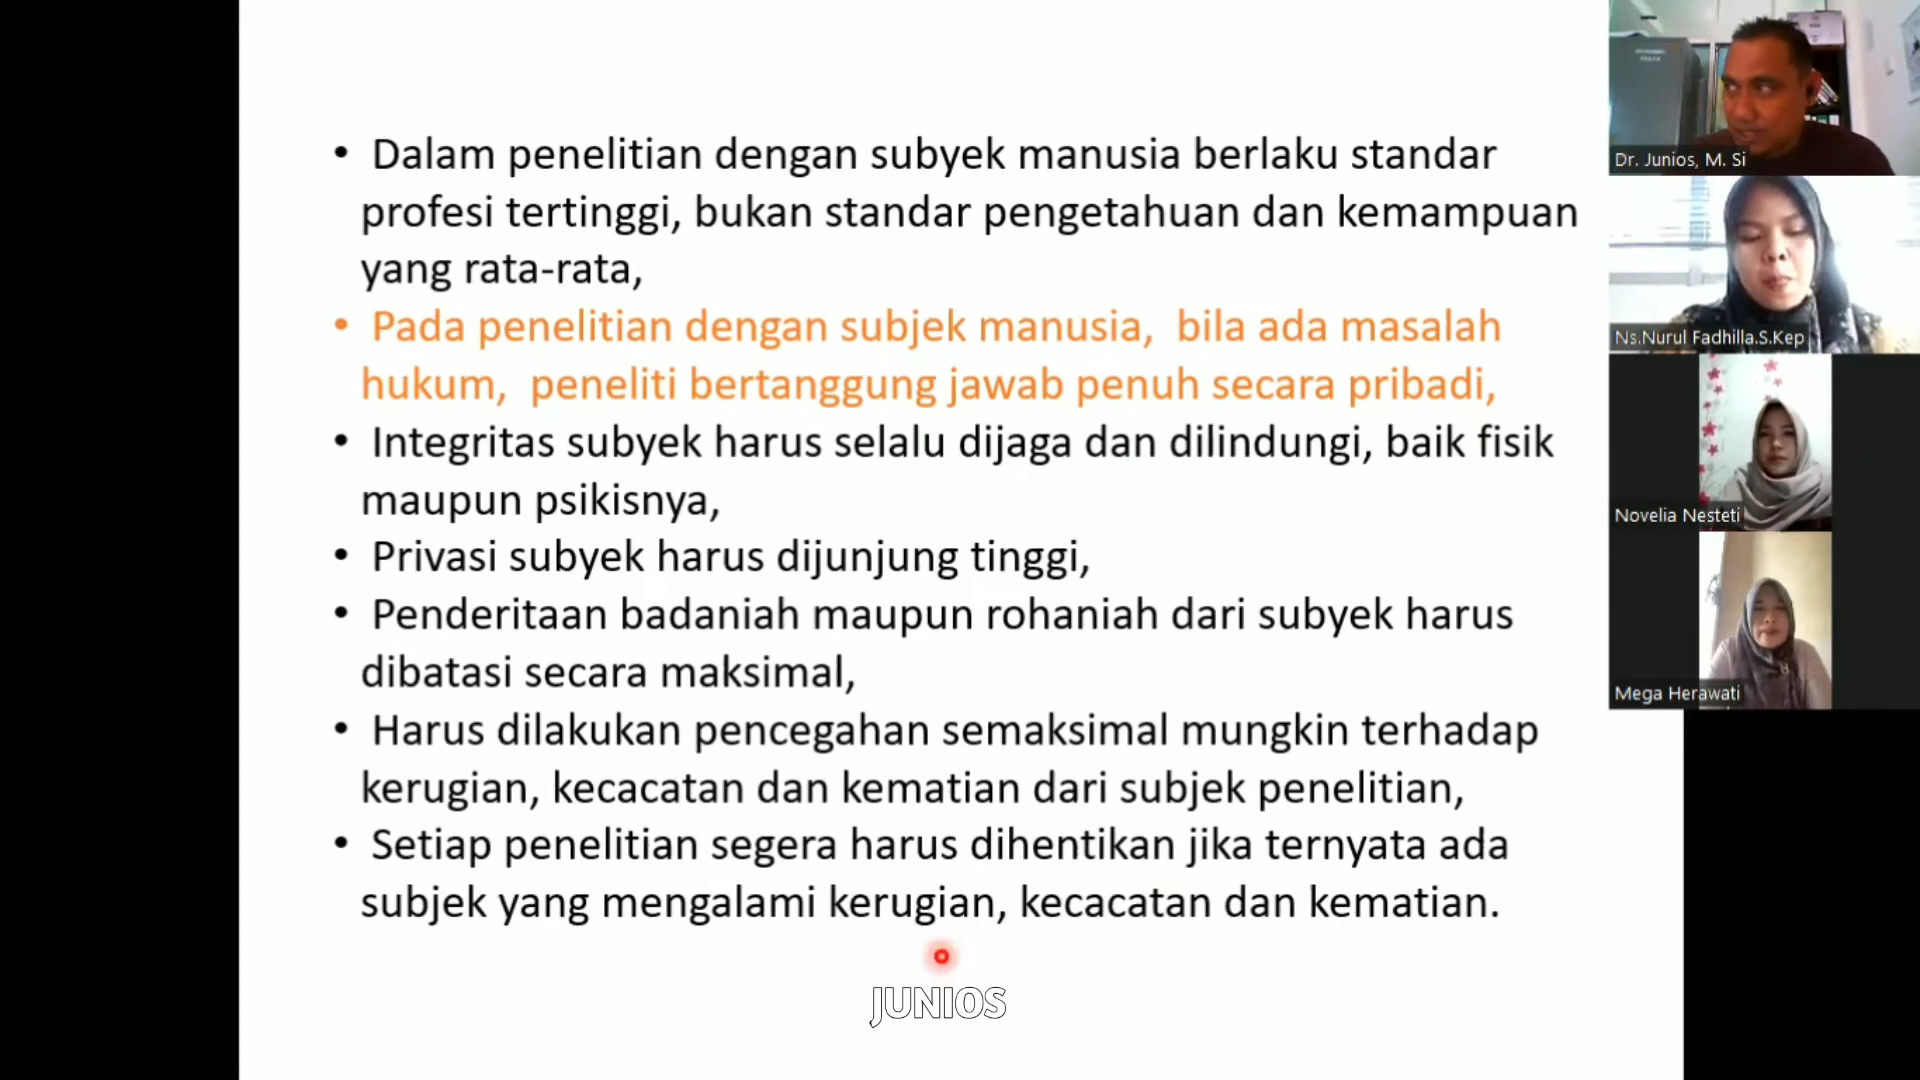 • Dalam penelitian dengan subyek manusia berlaku standar
profesi tertinggi, bukan standar pengetahuan dan kemampuan
yang rata-rata,
• Pada penelitian dengan subjek manusia, bila ada masalah
hukum, peneliti bertanggung jawab penuh secara pribadi,
• Integritas subyek harus selalu dijaga dan dilindungi, baik fisik
maupun psikisnya,
• Privasi subyek harus dijunjung tinggi,
• Penderitaan badaniah maupun rohaniah dari subyek harus
dibatasi secara maksimal,
• Harus dilakukan pencegahan semaksimal mungkin terhadap
kerugian, kecacatan dan kematian dari subjek penelitian,
• Setiap penelitian segera harus dihentikan jika ternyata ada
subjek yang mengalami kerugian, kecacatan dan kematian.
JUNIOS
Dr. Junios, M. Si
Ns.Nurul Fadhilla.S.Kep
Novelia Nesteti
Mega Herawati